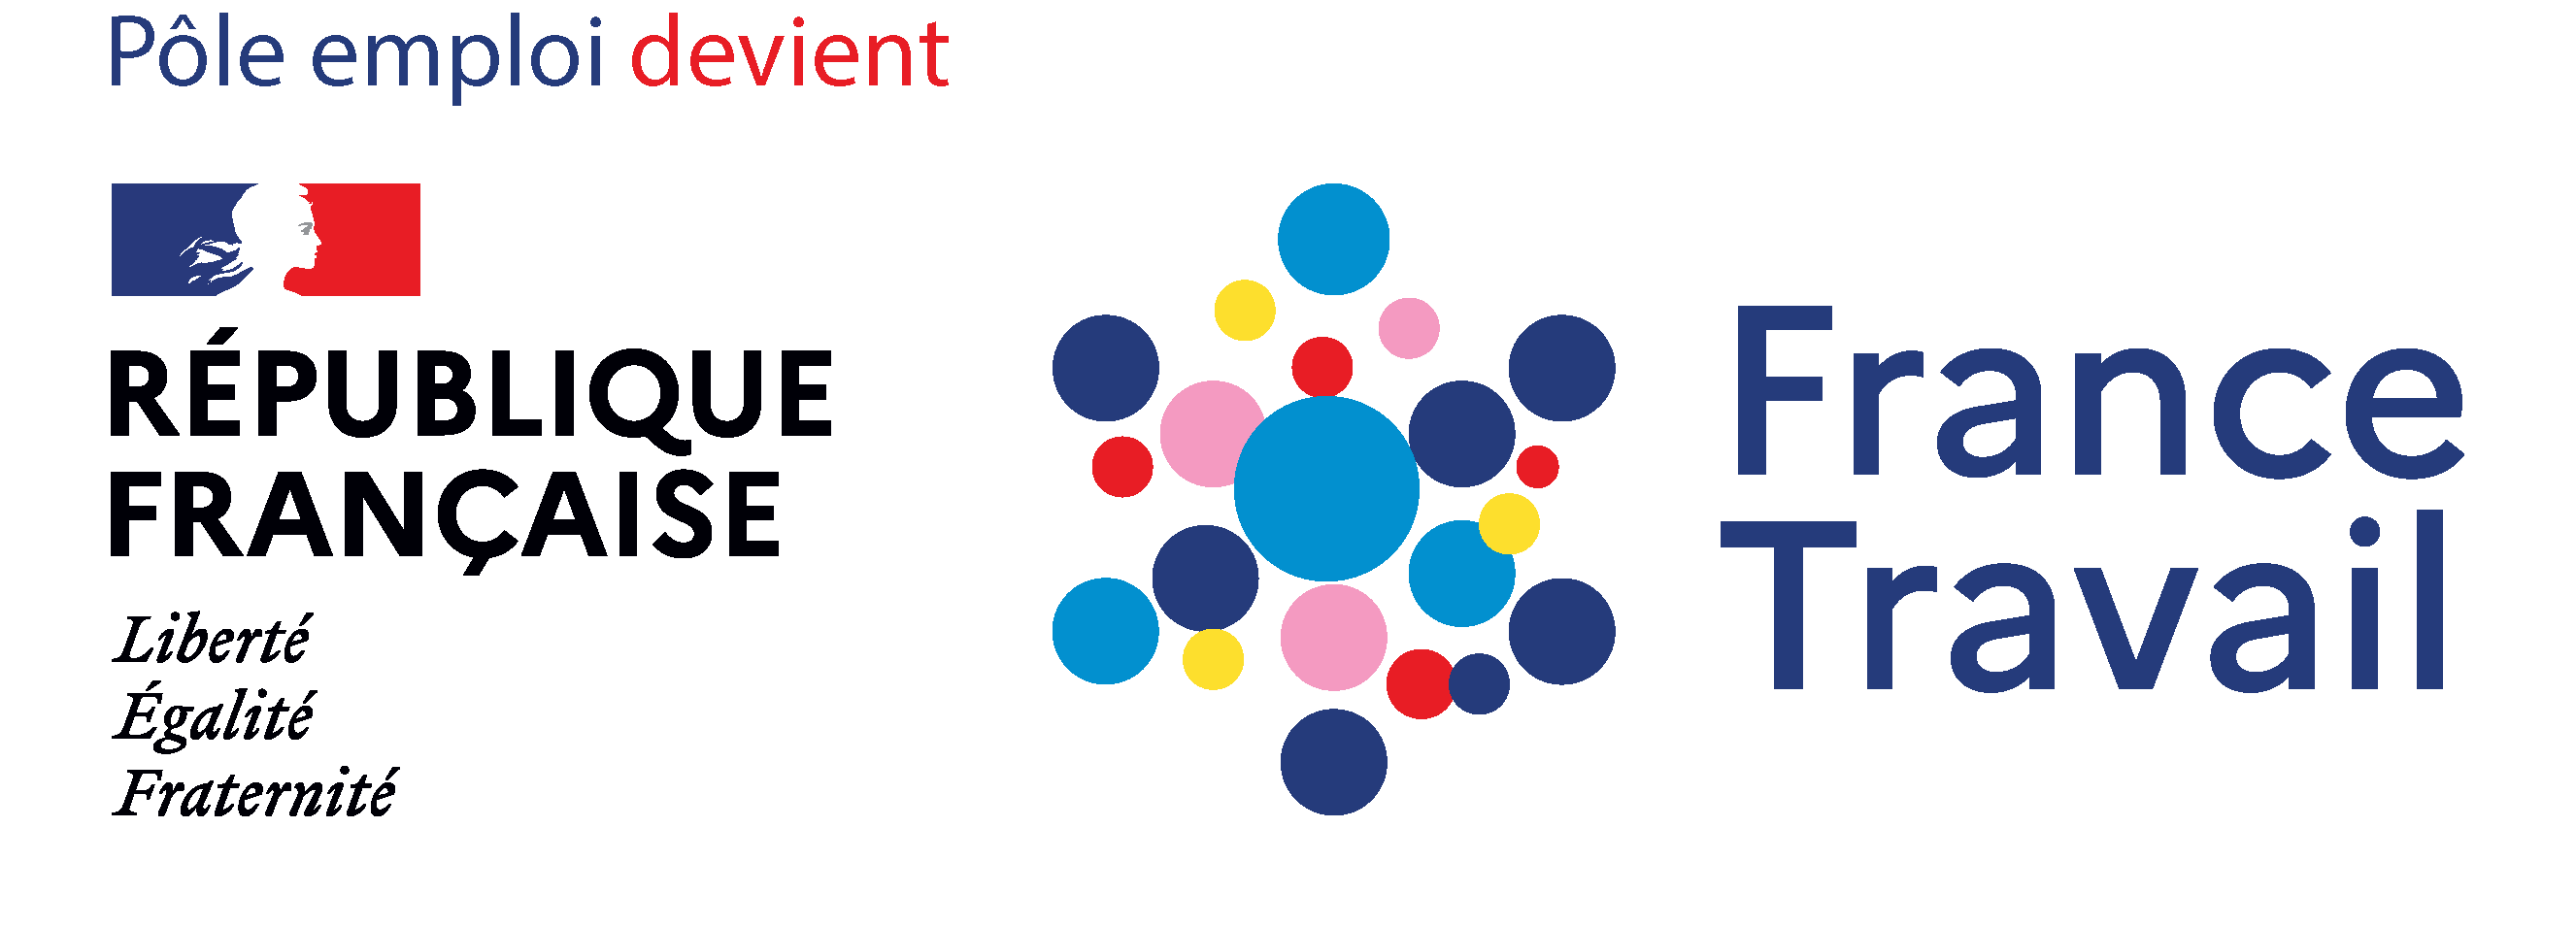 Pôle emploi devient
RÉPUBLIQUE
FRANÇAISE
Liberté
Égalité
Fraternité
France
Travail